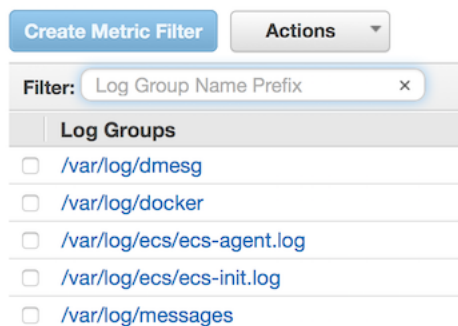 Create Metric Filter Actions
Filter: Log Group Name Prefix ×
Log Groups
/var/log/dmesg
/var/log/docker
/var/log/ecs/ecs-agent.log
/var/log/ecs/ecs-init.log
/var/log/messages